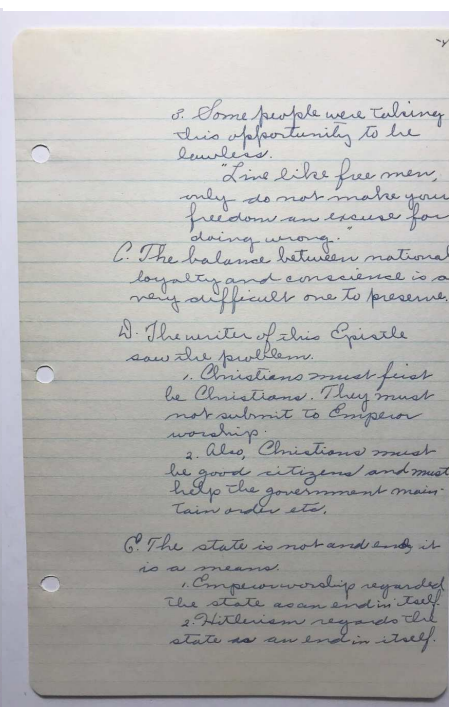 3. Some people were taking
this opportunity to be
lawless.
"Live like free men,
only do not make your
freedom an excuse for
doing wrong."
C. The balance between national
loyalty and conscience is a
very difficult one to preserve.
D. The writer of this Epistle
saw the problem.
1. Christians must first
be Christians. They must
not submit to Emperor
worship.
2. Also, Christians must
be good citizens and must
help the government main-
tain order etc.
E. The state is not and end, it
is a means.
1. Emperor worship regarded
the state as an end in itself.
2. Hitlerism regards the
state as an end in itself.